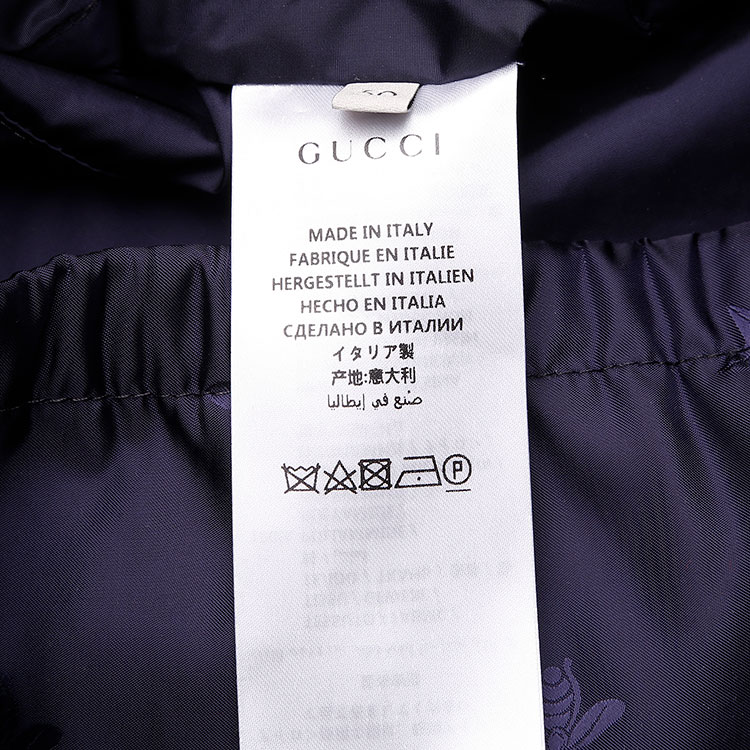 GUCCI
MADE IN ITALY
FABRIQUE EN ITALIE
HERGESTELLT IN ITALIEN
HECHO EN ITALIA
СДЕЛАНО В ИТАЛИИ
イタリア製
产地:意大利
صنع في إيطاليا
P